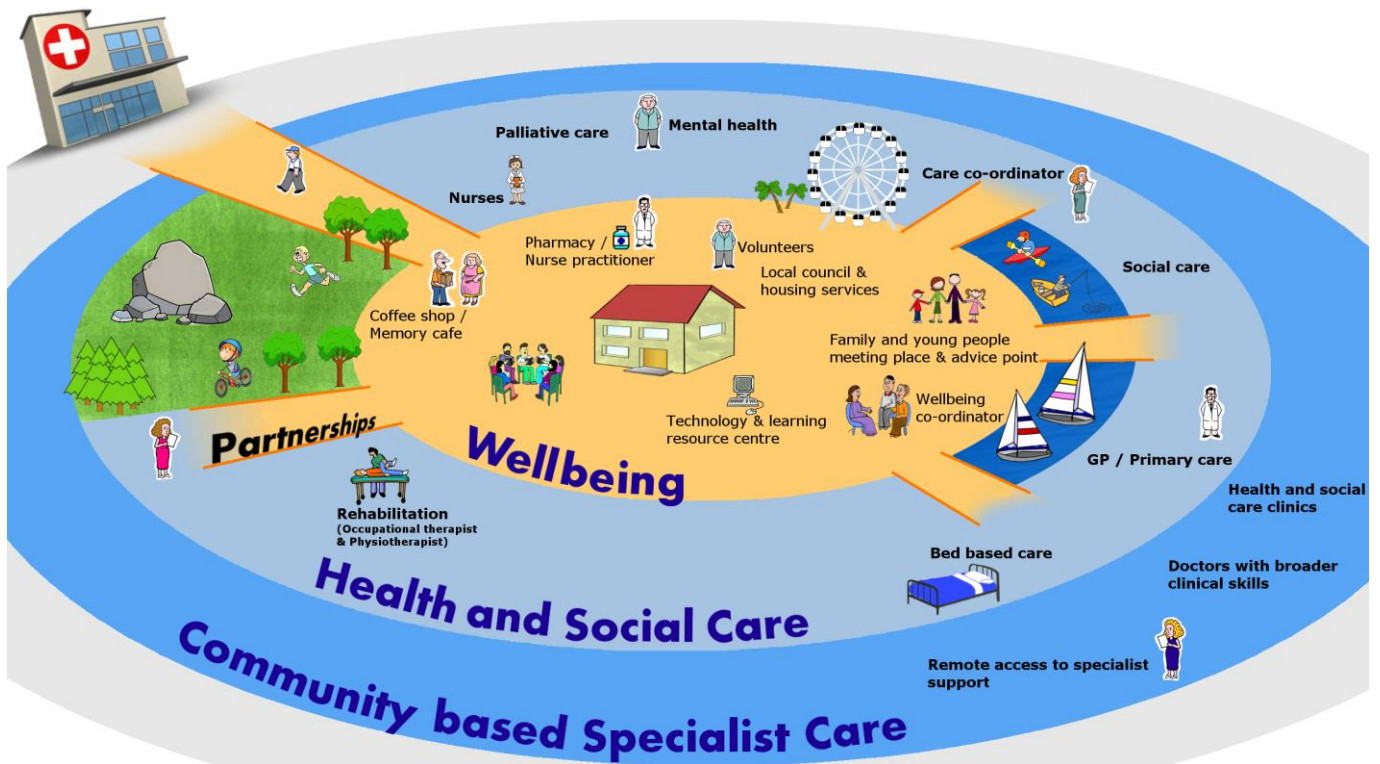 Palliative care
Mental health
Nurses
Care co-ordinator
Pharmacy /
Nurse practitioner
Volunteers
Local council &
housing services
Social care
Coffee shop /
Memory cafe
Family and young people
meeting place & advice point
Wellbeing
co-ordinator
Technology & learning
resource centre
Partnerships
Wellbeing
GP / Primary care
Rehabilitation
(Occupational therapist
& Physiotherapist)
Health and social
care clinics
Bed based care
Doctors with broader
clinical skills
Health and Social Care
Remote access to specialist
support
Community based Specialist Care